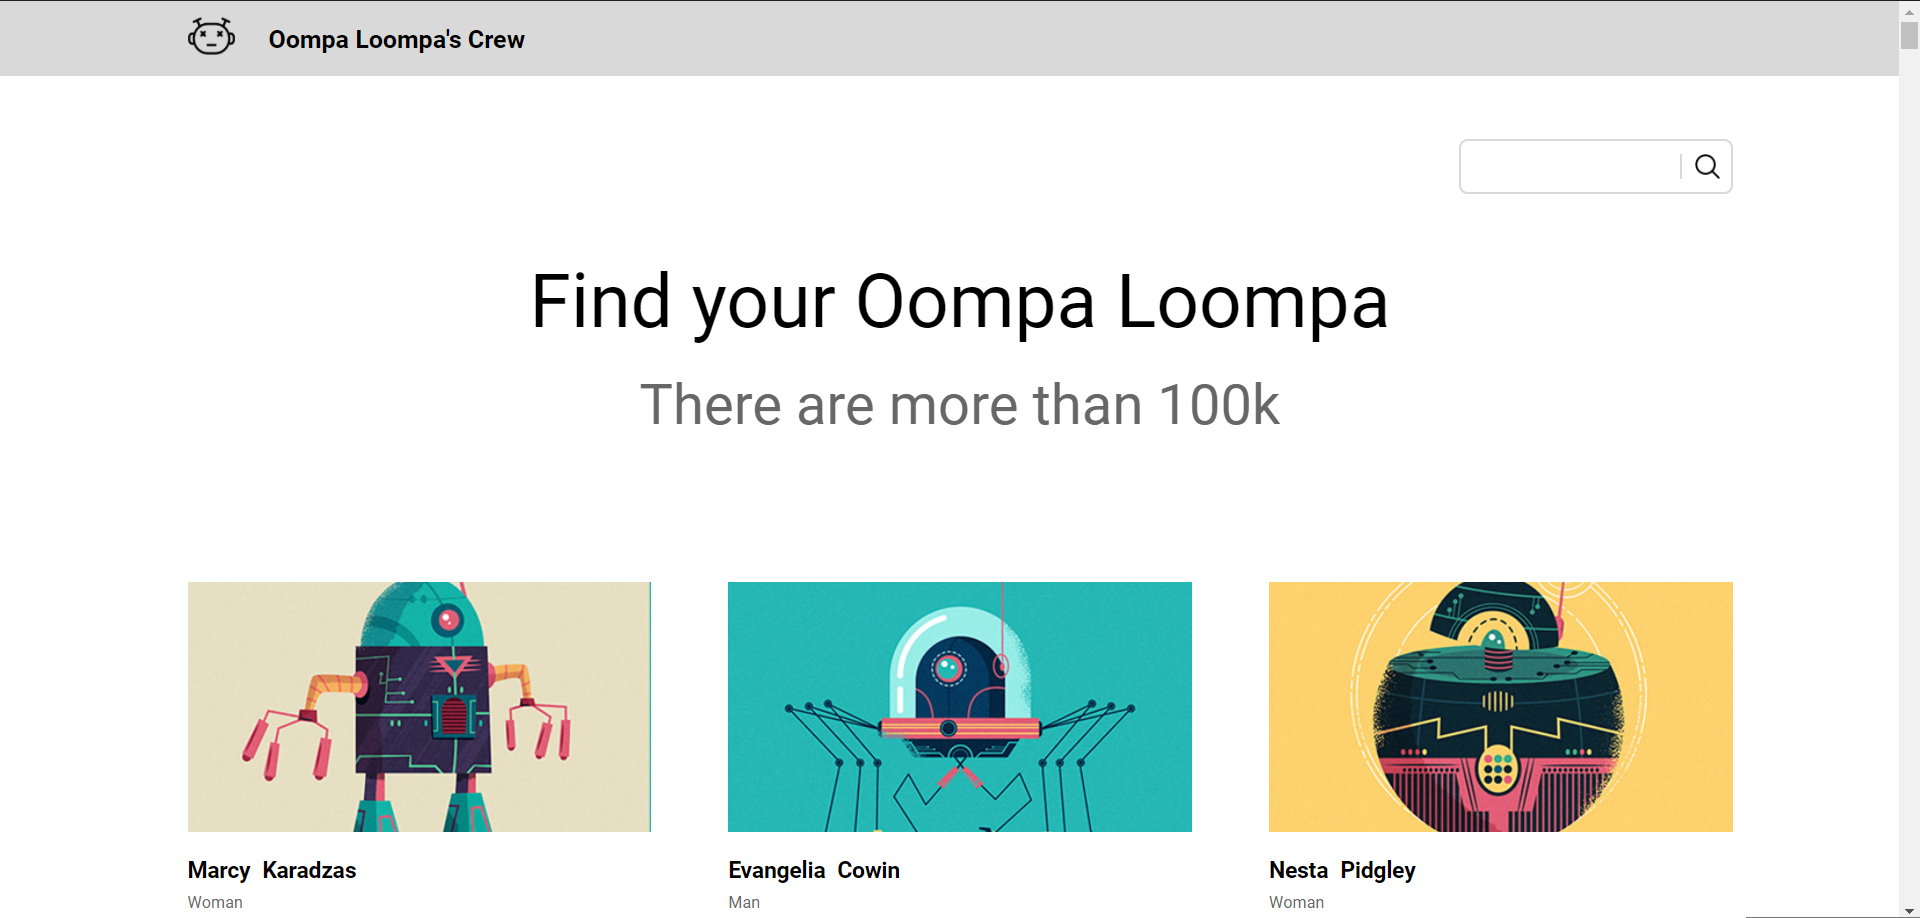 Oompa Loompa's Crew
Find your Oompa Loompa
There are more than 100k
Marcy Karadzas
Woman
Evangelia Cowin
Man
Nesta Pidgley
Woman